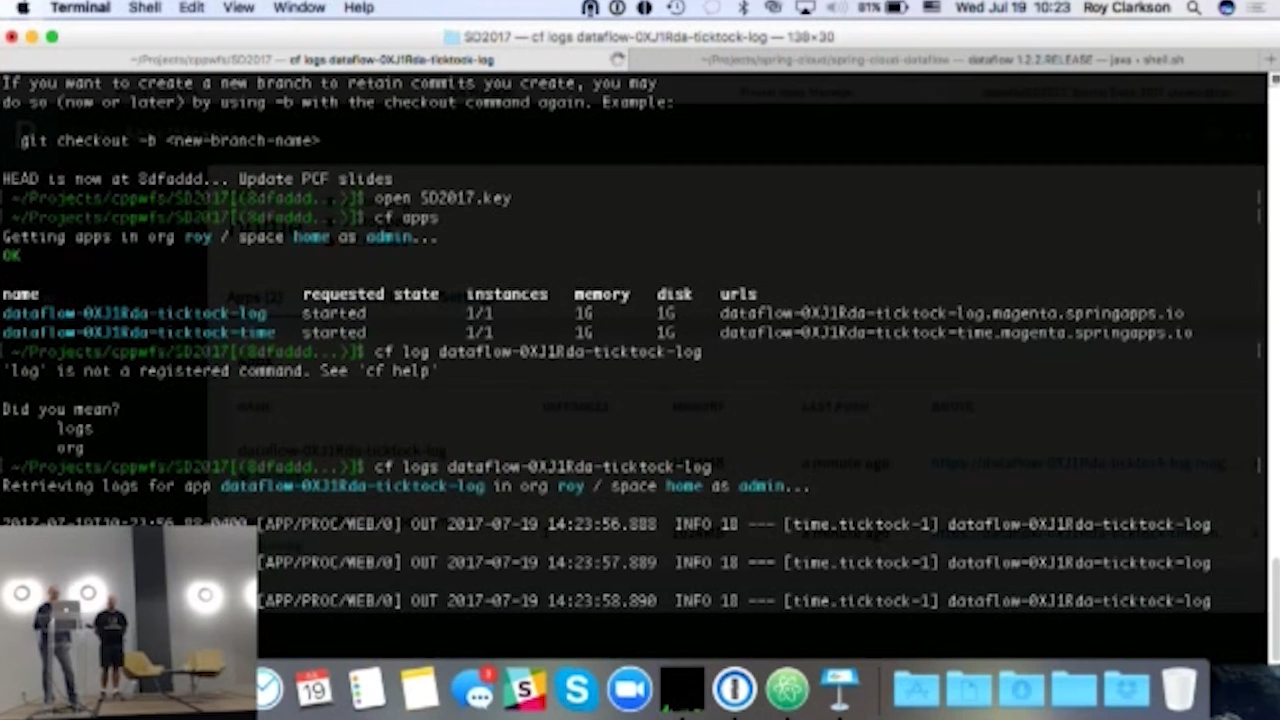 Terminal Shell Edit View Window Help 81% Wed Jul 19 10:23 Roy Clarkson
SD2017 — cf logs dataflow-0XJ1Rda-ticktock-log — 138×30
~/Projects/cppwfs/SD2017 — cf logs dataflow-0XJ1Rda-ticktock-log
~/Projects/spring-cloud/spring-cloud-dataflow — dataflow 1.2.2.RELEASE — java • shell.sh
If you want to create a new branch to retain commits you create, you may
do so (now or later) by using -b with the checkout command again. Example:
git checkout -b <new-branch-name>
HEAD is now at 8dfaddd... Update PCF slides
~/Projects/cppwfs/SD2017[(8dfaddd...)]$ open SD2017.key
~/Projects/cppwfs/SD2017[(8dfaddd...)]$ cf apps
Getting apps in org roy / space home as admin...
OK
name requested state instances memory disk urls
dataflow-0XJ1Rda-ticktock-log started 1/1 1G 1G dataflow-0XJ1Rda-ticktock-log.magenta.springapps.io
dataflow-0XJ1Rda-ticktock-time started 1/1 1G 1G dataflow-0XJ1Rda-ticktock-time.magenta.springapps.io
~/Projects/cppwfs/SD2017[(8dfaddd...)]$ cf log dataflow-0XJ1Rda-ticktock-log
'log' is not a registered command. See 'cf help'
Did you mean?
logs
org
~/Projects/cppwfs/SD2017[(8dfaddd...)]$ cf logs dataflow-0XJ1Rda-ticktock-log
Retrieving logs for app dataflow-0XJ1Rda-ticktock-log in org roy / space home as admin...
[APP/PROC/WEB/0] OUT 2017-07-19 14:23:56.888 INFO 18 --- [time.ticktock-1] dataflow-0XJ1Rda-ticktock-log
[APP/PROC/WEB/0] OUT 2017-07-19 14:23:57.889 INFO 18 --- [time.ticktock-1] dataflow-0XJ1Rda-ticktock-log
[APP/PROC/WEB/0] OUT 2017-07-19 14:23:58.890 INFO 18 --- [time.ticktock-1] dataflow-0XJ1Rda-ticktock-log
19